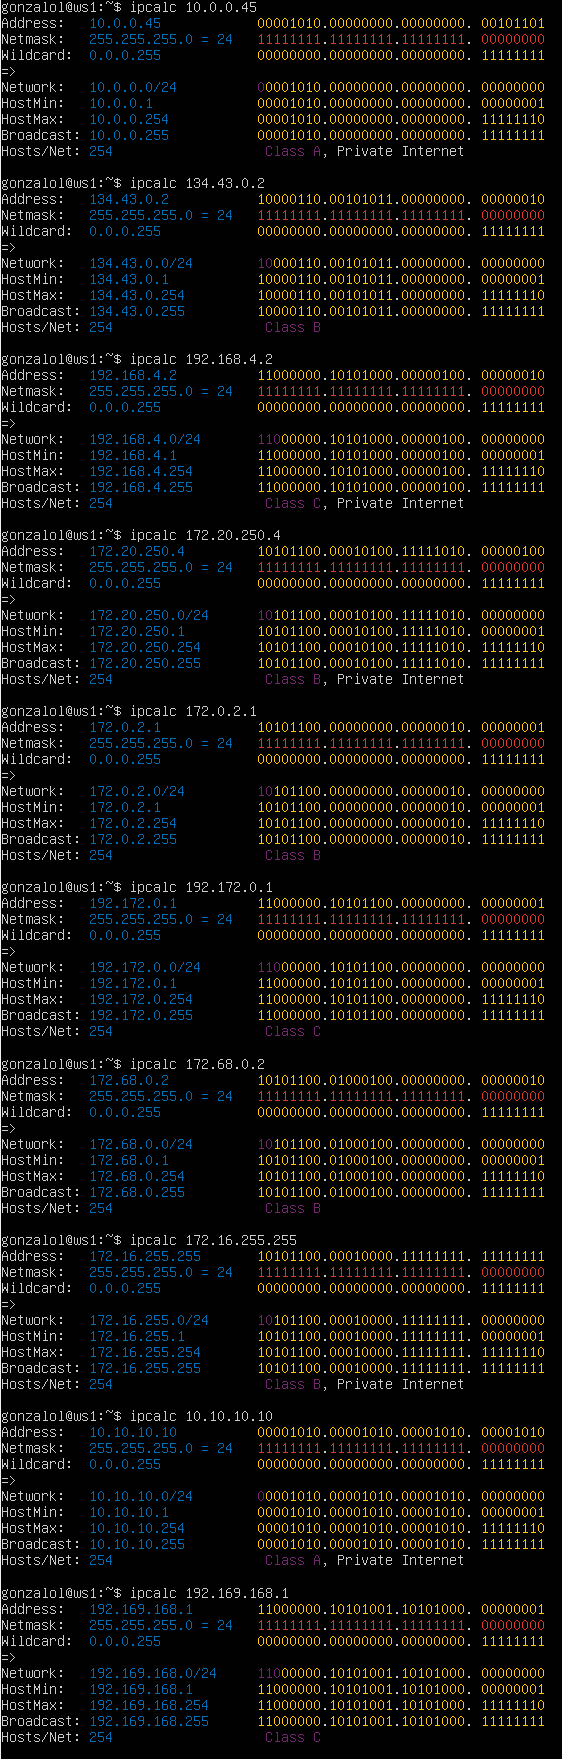 gonzalol@ws1:~$ ipcalc 10.0.0.45
Address:   10.0.0.45            00001010.00000000.00000000. 00101101
Netmask:   255.255.255.0 = 24   11111111.11111111.11111111. 00000000
Wildcard:  0.0.0.255            00000000.00000000.00000000. 11111111
=>
Network:   10.0.0.0/24          00001010.00000000.00000000. 00000000
HostMin:   10.0.0.1             00001010.00000000.00000000. 00000001
HostMax:   10.0.0.254           00001010.00000000.00000000. 11111110
Broadcast: 10.0.0.255           00001010.00000000.00000000. 11111111
Hosts/Net: 254                   Class A, Private Internet
gonzalol@ws1:~$ ipcalc 134.43.0.2
Address:   134.43.0.2           10000110.00101011.00000000. 00000010
Netmask:   255.255.255.0 = 24   11111111.11111111.11111111. 00000000
Wildcard:  0.0.0.255            00000000.00000000.00000000. 11111111
=>
Network:   134.43.0.0/24        10000110.00101011.00000000. 00000000
HostMin:   134.43.0.1           10000110.00101011.00000000. 00000001
HostMax:   134.43.0.254         10000110.00101011.00000000. 11111110
Broadcast: 134.43.0.255         10000110.00101011.00000000. 11111111
Hosts/Net: 254                   Class B
gonzalol@ws1:~$ ipcalc 192.168.4.2
Address:   192.168.4.2          11000000.10101000.00000100. 00000010
Netmask:   255.255.255.0 = 24   11111111.11111111.11111111. 00000000
Wildcard:  0.0.0.255            00000000.00000000.00000000. 11111111
=>
Network:   192.168.4.0/24       11000000.10101000.00000100. 00000000
HostMin:   192.168.4.1          11000000.10101000.00000100. 00000001
HostMax:   192.168.4.254        11000000.10101000.00000100. 11111110
Broadcast: 192.168.4.255        11000000.10101000.00000100. 11111111
Hosts/Net: 254                   Class C, Private Internet
gonzalol@ws1:~$ ipcalc 172.20.250.4
Address:   172.20.250.4         10101100.00010100.11111010. 00000100
Netmask:   255.255.255.0 = 24   11111111.11111111.11111111. 00000000
Wildcard:  0.0.0.255            00000000.00000000.00000000. 11111111
=>
Network:   172.20.250.0/24      10101100.00010100.11111010. 00000000
HostMin:   172.20.250.1         10101100.00010100.11111010. 00000001
HostMax:   172.20.250.254       10101100.00010100.11111010. 11111110
Broadcast: 172.20.250.255       10101100.00010100.11111010. 11111111
Hosts/Net: 254                   Class B, Private Internet
gonzalol@ws1:~$ ipcalc 172.0.2.1
Address:   172.0.2.1            10101100.00000000.00000010. 00000001
Netmask:   255.255.255.0 = 24   11111111.11111111.11111111. 00000000
Wildcard:  0.0.0.255            00000000.00000000.00000000. 11111111
=>
Network:   172.0.2.0/24         10101100.00000000.00000010. 00000000
HostMin:   172.0.2.1            10101100.00000000.00000010. 00000001
HostMax:   172.0.2.254          10101100.00000000.00000010. 11111110
Broadcast: 172.0.2.255          10101100.00000000.00000010. 11111111
Hosts/Net: 254                   Class B
gonzalol@ws1:~$ ipcalc 192.172.0.1
Address:   192.172.0.1          11000000.10101100.00000000. 00000001
Netmask:   255.255.255.0 = 24   11111111.11111111.11111111. 00000000
Wildcard:  0.0.0.255            00000000.00000000.00000000. 11111111
=>
Network:   192.172.0.0/24       11000000.10101100.00000000. 00000000
HostMin:   192.172.0.1          11000000.10101100.00000000. 00000001
HostMax:   192.172.0.254        11000000.10101100.00000000. 11111110
Broadcast: 192.172.0.255        11000000.10101100.00000000. 11111111
Hosts/Net: 254                   Class C
gonzalol@ws1:~$ ipcalc 172.68.0.2
Address:   172.68.0.2           10101100.01000100.00000000. 00000010
Netmask:   255.255.255.0 = 24   11111111.11111111.11111111. 00000000
Wildcard:  0.0.0.255            00000000.00000000.00000000. 11111111
=>
Network:   172.68.0.0/24        10101100.01000100.00000000. 00000000
HostMin:   172.68.0.1           10101100.01000100.00000000. 00000001
HostMax:   172.68.0.254         10101100.01000100.00000000. 11111110
Broadcast: 172.68.0.255         10101100.01000100.00000000. 11111111
Hosts/Net: 254                   Class B
gonzalol@ws1:~$ ipcalc 172.16.255.255
Address:   172.16.255.255       10101100.00010000.11111111. 11111111
Netmask:   255.255.255.0 = 24   11111111.11111111.11111111. 00000000
Wildcard:  0.0.0.255            00000000.00000000.00000000. 11111111
=>
Network:   172.16.255.0/24      10101100.00010000.11111111. 00000000
HostMin:   172.16.255.1         10101100.00010000.11111111. 00000001
HostMax:   172.16.255.254       10101100.00010000.11111111. 11111110
Broadcast: 172.16.255.255       10101100.00010000.11111111. 11111111
Hosts/Net: 254                   Class B, Private Internet
gonzalol@ws1:~$ ipcalc 10.10.10.10
Address:   10.10.10.10          00001010.00001010.00001010. 00001010
Netmask:   255.255.255.0 = 24   11111111.11111111.11111111. 00000000
Wildcard:  0.0.0.255            00000000.00000000.00000000. 11111111
=>
Network:   10.10.10.0/24        00001010.00001010.00001010. 00000000
HostMin:   10.10.10.1           00001010.00001010.00001010. 00000001
HostMax:   10.10.10.254         00001010.00001010.00001010. 11111110
Broadcast: 10.10.10.255         00001010.00001010.00001010. 11111111
Hosts/Net: 254                   Class A, Private Internet
gonzalol@ws1:~$ ipcalc 192.169.168.1
Address:   192.169.168.1        11000000.10101001.10101000. 00000001
Netmask:   255.255.255.0 = 24   11111111.11111111.11111111. 00000000
Wildcard:  0.0.0.255            00000000.00000000.00000000. 11111111
=>
Network:   192.169.168.0/24     11000000.10101001.10101000. 00000000
HostMin:   192.169.168.1        11000000.10101001.10101000. 00000001
HostMax:   192.169.168.254      11000000.10101001.10101000. 11111110
Broadcast: 192.169.168.255      11000000.10101001.10101000. 11111111
Hosts/Net: 254                   Class C